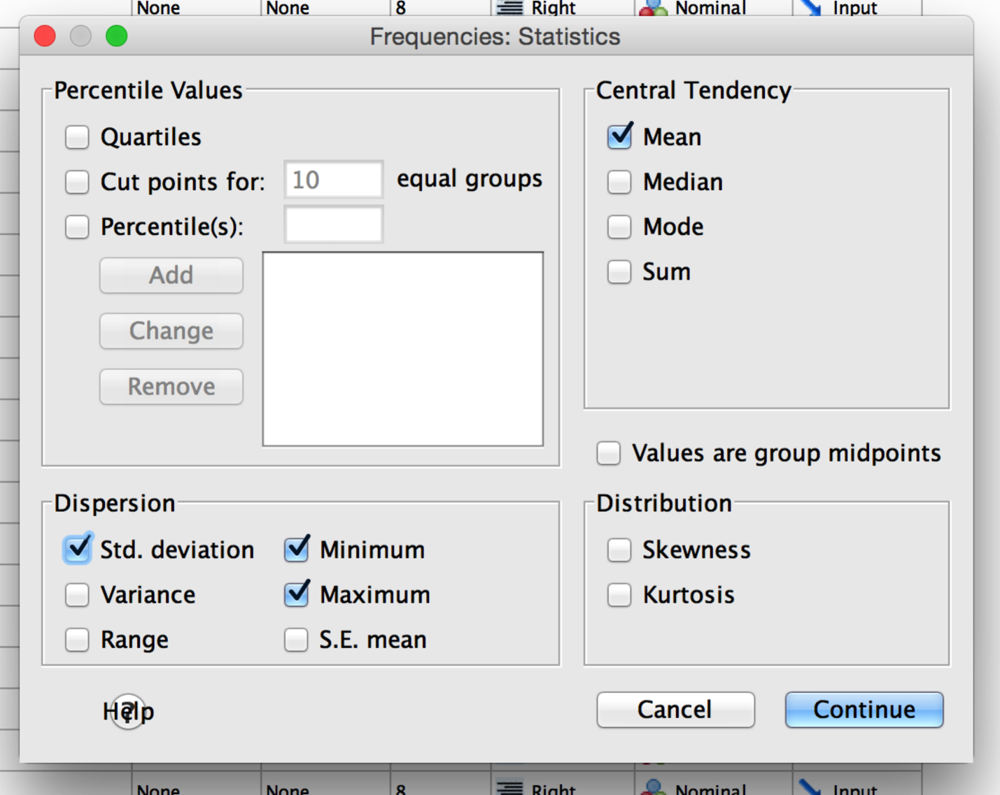 None None 8 Right Nominal Input
Frequencies: Statistics
Percentile Values
Quartiles
Cut points for: 10 equal groups
Percentile(s):
Add
Change
Remove
Central Tendency
Mean
Median
Mode
Sum
Values are group midpoints
Dispersion
Std. deviation Minimum
Variance Maximum
Range S.E. mean
Distribution
Skewness
Kurtosis
Help ?
Cancel Continue
None None 8 Right Nominal Input